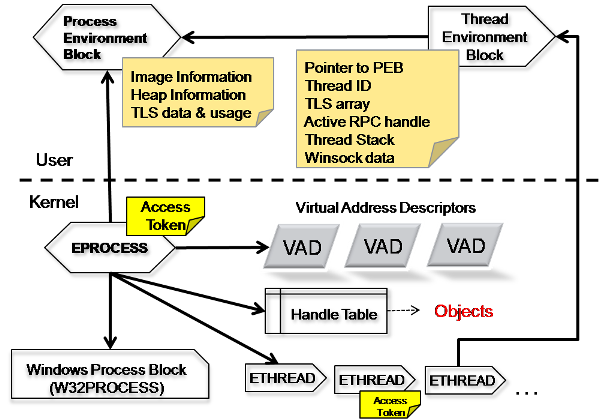 Process
Environment
Block
Thread
Environment
Block
Image Information
Heap Information
TLS data & usage
Pointer to PEB
Thread ID
TLS array
Active RPC handle
Thread Stack
Winsock data
User
Kernel
Access
Token
EPROCESS
Virtual Address Descriptors
VAD
VAD
VAD
Handle Table
Objects
Windows Process Block
(W32PROCESS)
ETHREAD
ETHREAD
ETHREAD
...
Access
Token